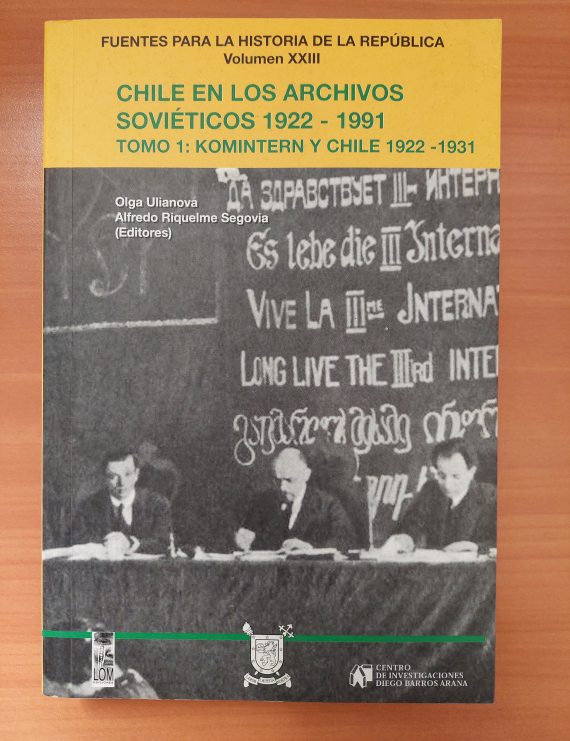 FUENTES PARA LA HISTORIA DE LA REPÚBLICA
Volumen XXIII
CHILE EN LOS ARCHIVOS
SOVIÉTICOS 1922 - 1991
TOMO 1: KOMINTERN Y CHILE 1922 -1931
Olga Ulianova
Alfredo Riquelme Segovia
(Editores)
ДА ЗДРАВСТВУЕТ III- ИНТЕРН
Es lebe die III Interna
VIVE LA IIIME INTERNA
LONG LIVE THE IIIRD INTE
LOM
CENTRO
DE INVESTIGACIONES
DIEGO BARROS ARANA